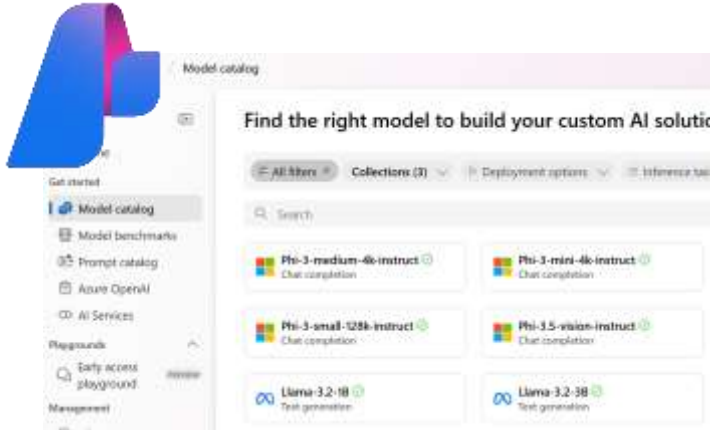 Model catalog
Find the right model to build your custom AI solutio
All filters
Collections (3)
Deployment options
Inference tas
Search
Get started
Model catalog
Model benchmarks
Prompt catalog
Azure OpenAI
AI Services
Playgrounds
Early access
playground
Preview
Management
Phi-3-medium-4k-instruct
Chat completion
Phi-3-mini-4k-instruct
Chat completion
Phi-3-small-128k-instruct
Chat completion
Phi-3.5-vision-instruct
Chat completion
Llama-3.2-1B
Text generation
Llama-3.2-3B
Text generation